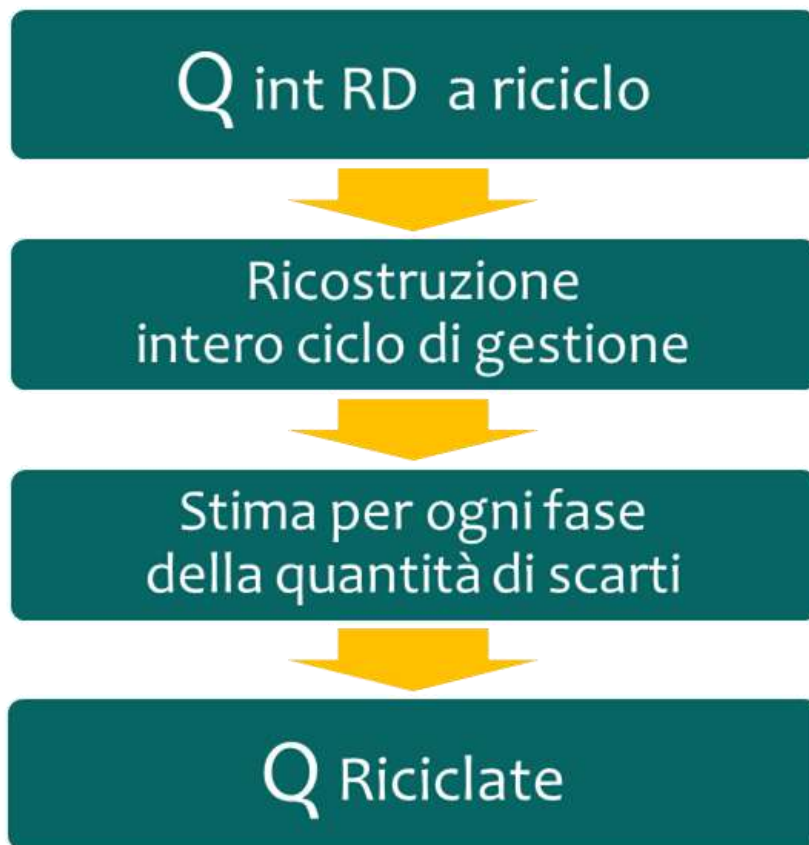 Q int RD a riciclo
Ricostruzione
intero ciclo di gestione
Stima per ogni fase
della quantità di scarti
Q Riciclate